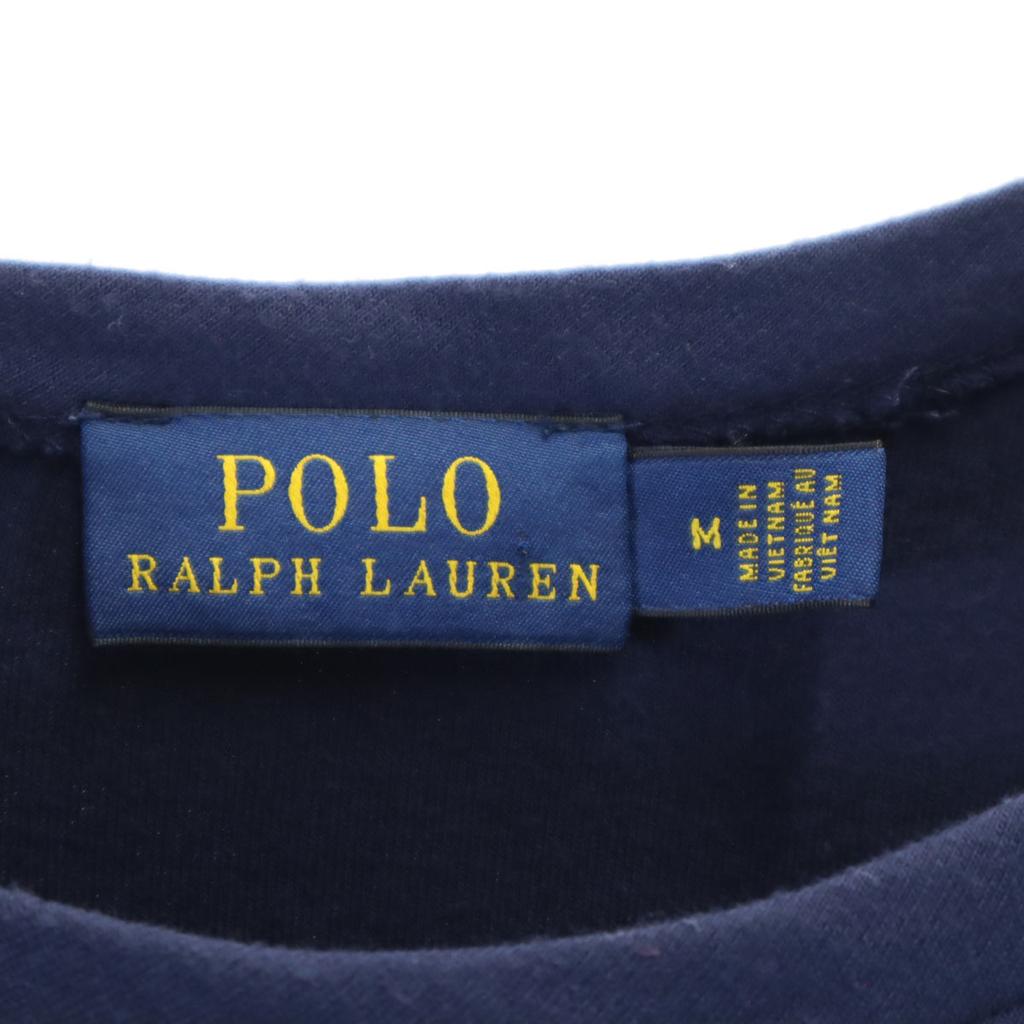 POLO
RALPH LAUREN
M
MADE IN
VIETNAM
FABRIQUÉ AU
VIÊT NAM